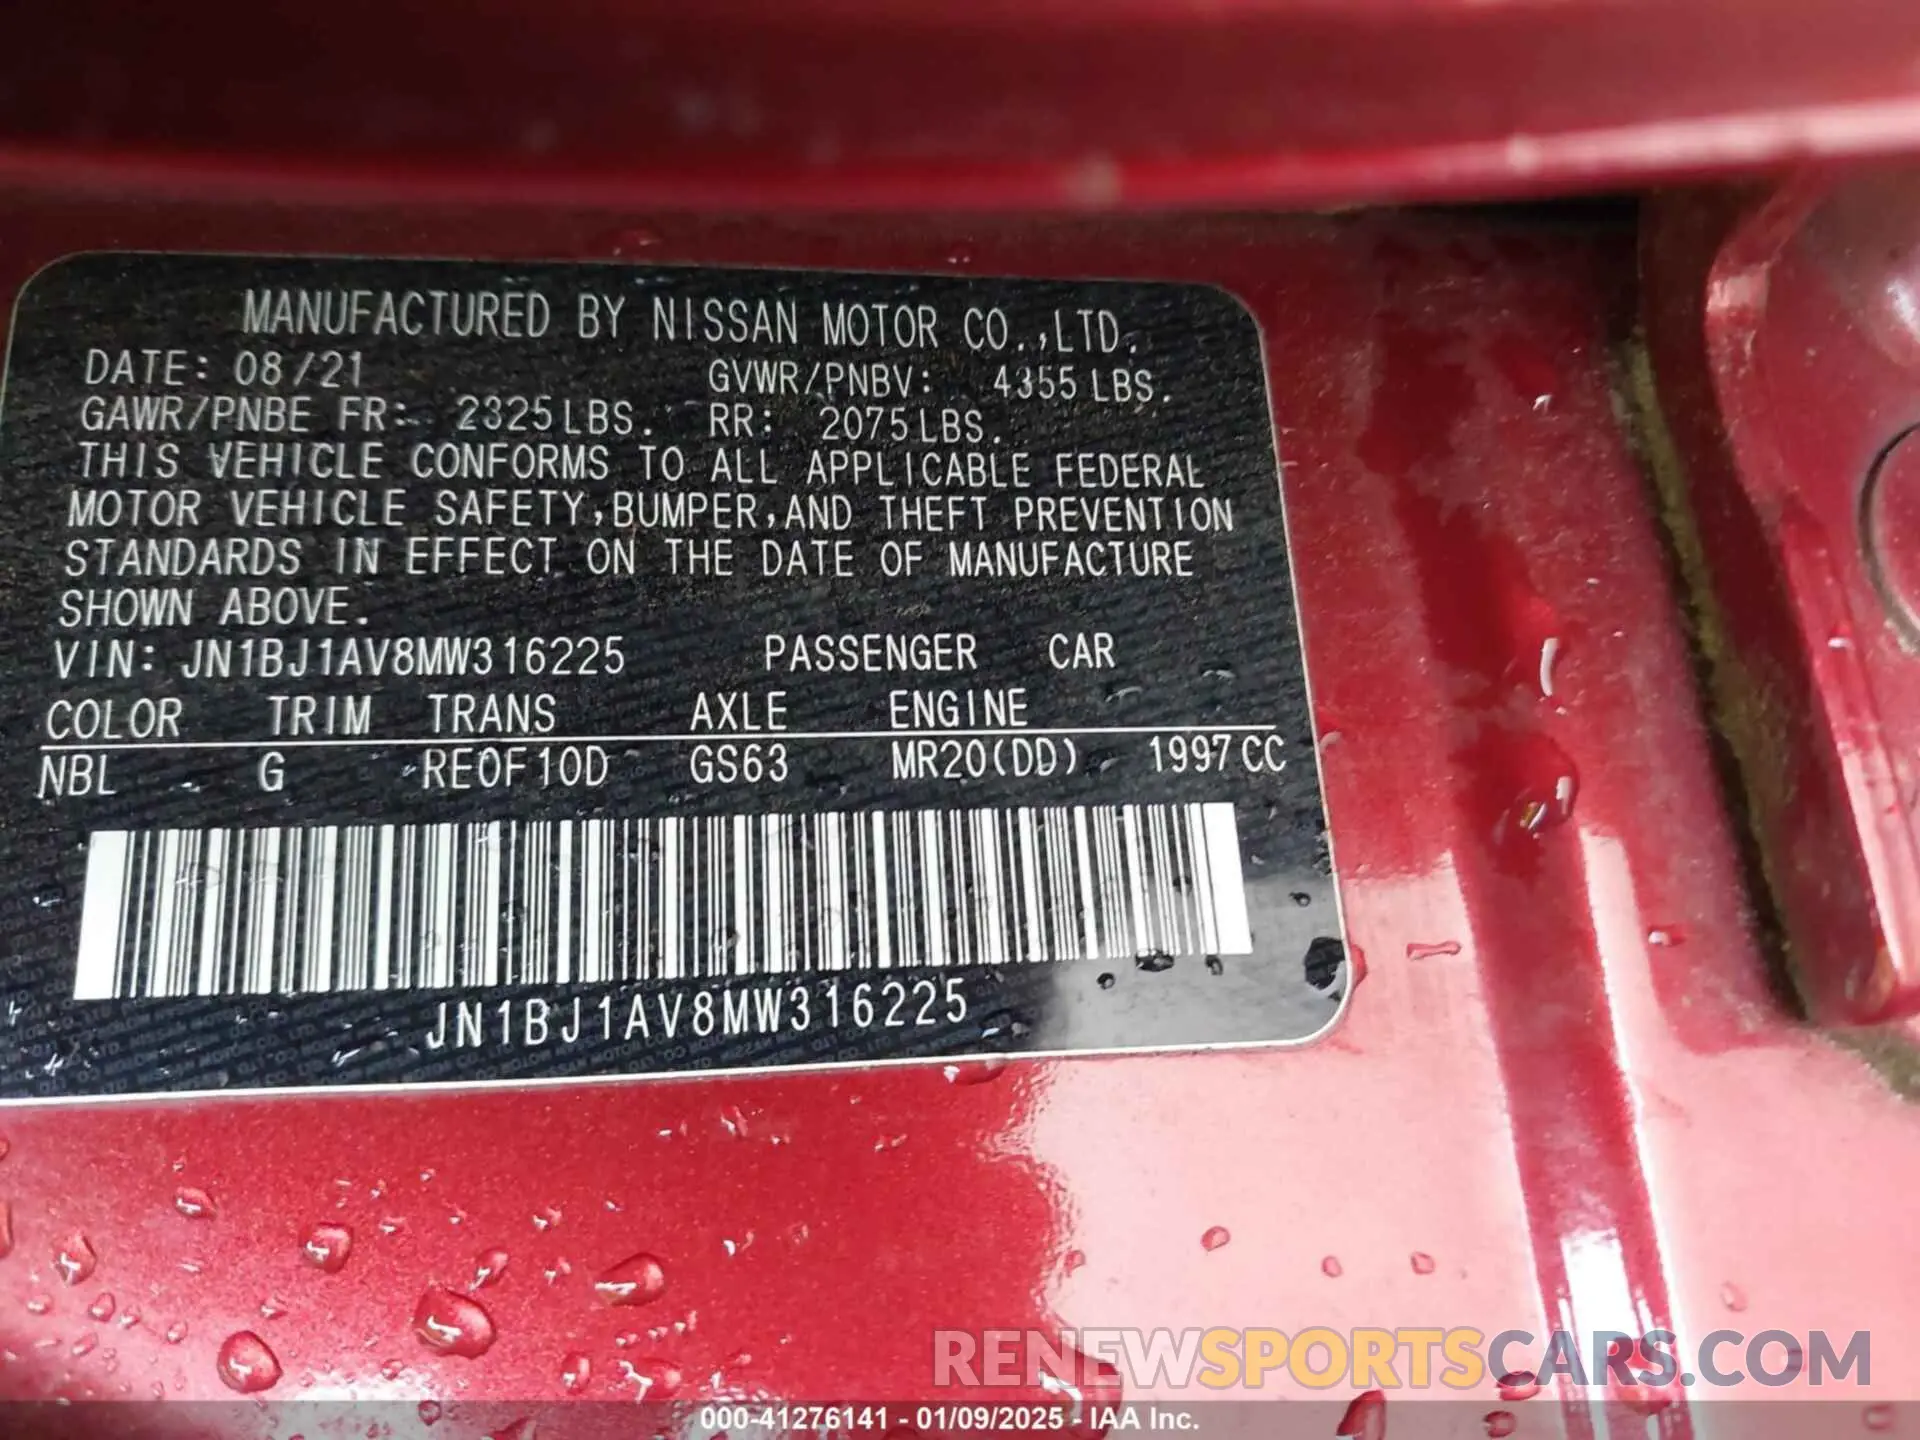 MANUFACTURED BY NISSAN MOTOR CO.,LTD.
DATE: 08/21 GVWR/PNBV: 4355 LBS.
GAWR/PNBE FR: 2325 LBS. RR: 2075 LBS.
THIS VEHICLE CONFORMS TO ALL APPLICABLE FEDERAL
MOTOR VEHICLE SAFETY,BUMPER,AND THEFT PREVENTION
STANDARDS IN EFFECT ON THE DATE OF MANUFACTURE
SHOWN ABOVE.
VIN: JN1BJ1AV8MW316225 PASSENGER CAR
COLOR TRIM TRANS AXLE ENGINE
NBL G RE0F10D GS63 MR20(DD) 1997 CC
JN1BJ1AV8MW316225
RENEWSPORTSCARS.COM
000-41276141 - 01/09/2025 - IAA Inc.